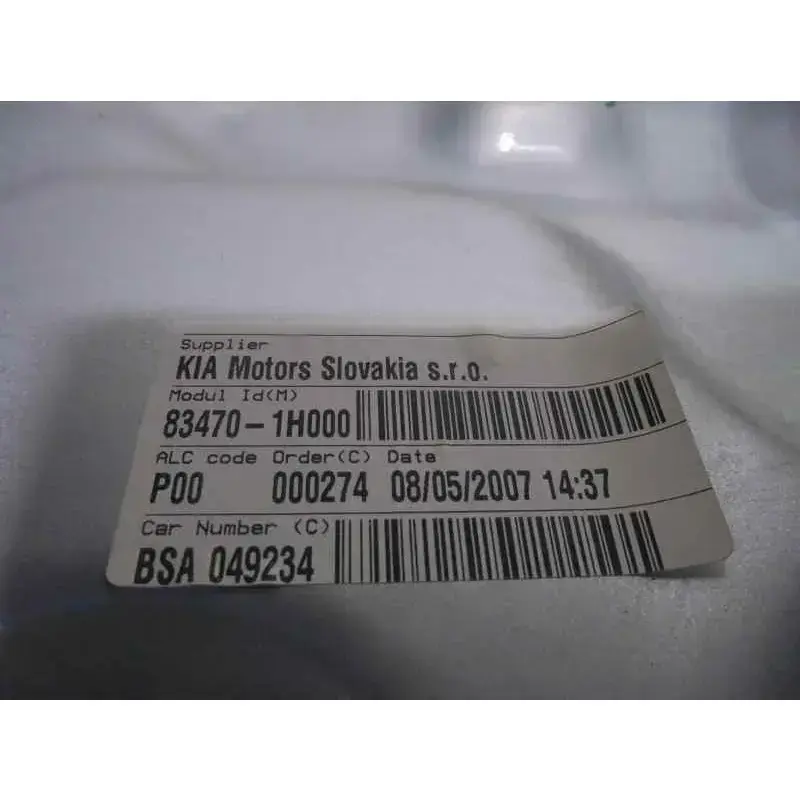 Supplier
KIA Motors Slovakia s.r.o.
Modul Id(M)
83470-1H000
ALC code Order(C) Date
P00 000274 08/05/2007 14:37
Car Number (C)
BSA 049234